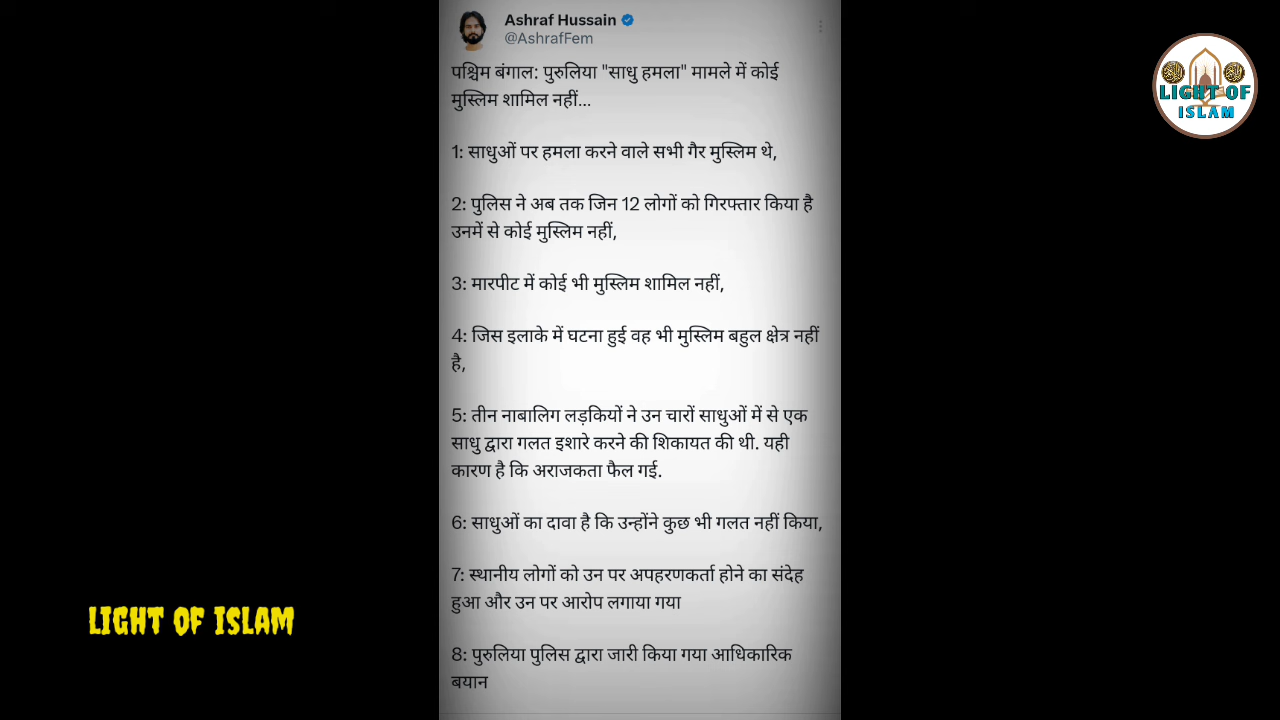 Ashraf Hussain
@AshrafFem
पश्चिम बंगाल: पुरुलिया "साधु हमला" मामले में कोई
मुस्लिम शामिल नहीं...
1: साधुओं पर हमला करने वाले सभी गैर मुस्लिम थे,
2: पुलिस ने अब तक जिन 12 लोगों को गिरफ्तार किया है
उनमें से कोई मुस्लिम नहीं,
3: मारपीट में कोई भी मुस्लिम शामिल नहीं,
4: जिस इलाके में घटना हुई वह भी मुस्लिम बहुल क्षेत्र नहीं
है,
5: तीन नाबालिग लड़कियों ने उन चारों साधुओं में से एक
साधु द्वारा गलत इशारे करने की शिकायत की थी. यही
कारण है कि अराजकता फैल गई.
6: साधुओं का दावा है कि उन्होंने कुछ भी गलत नहीं किया,
7: स्थानीय लोगों को उन पर अपहरणकर्ता होने का संदेह
हुआ और उन पर आरोप लगाया गया
8: पुरुलिया पुलिस द्वारा जारी किया गया आधिकारिक
बयान
LIGHT OF
ISLAM
LIGHT OF ISLAM